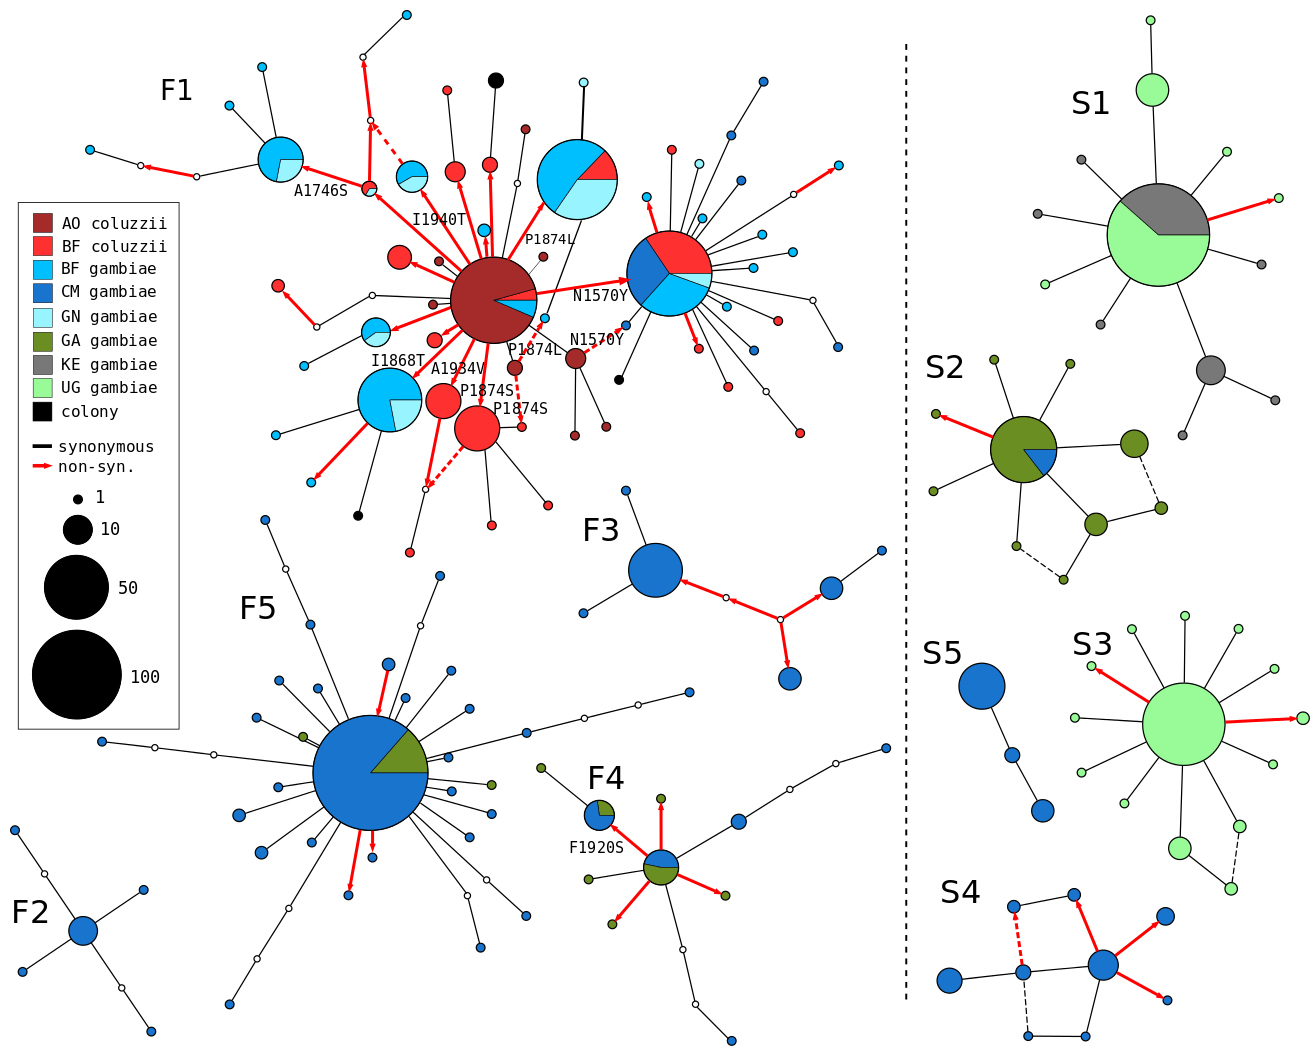 F1
S1
A1746S
I1940T
P1874L
N1570Y
N1570Y
P1874L
I1868T
A1934V
P1874S
P1874S
AO coluzzii
BF coluzzii
BF gambiae
CM gambiae
GN gambiae
GA gambiae
KE gambiae
UG gambiae
colony
synonymous
non-syn.
1
10
50
100
S2
F3
F5
S5
S3
F4
F1920S
F2
S4